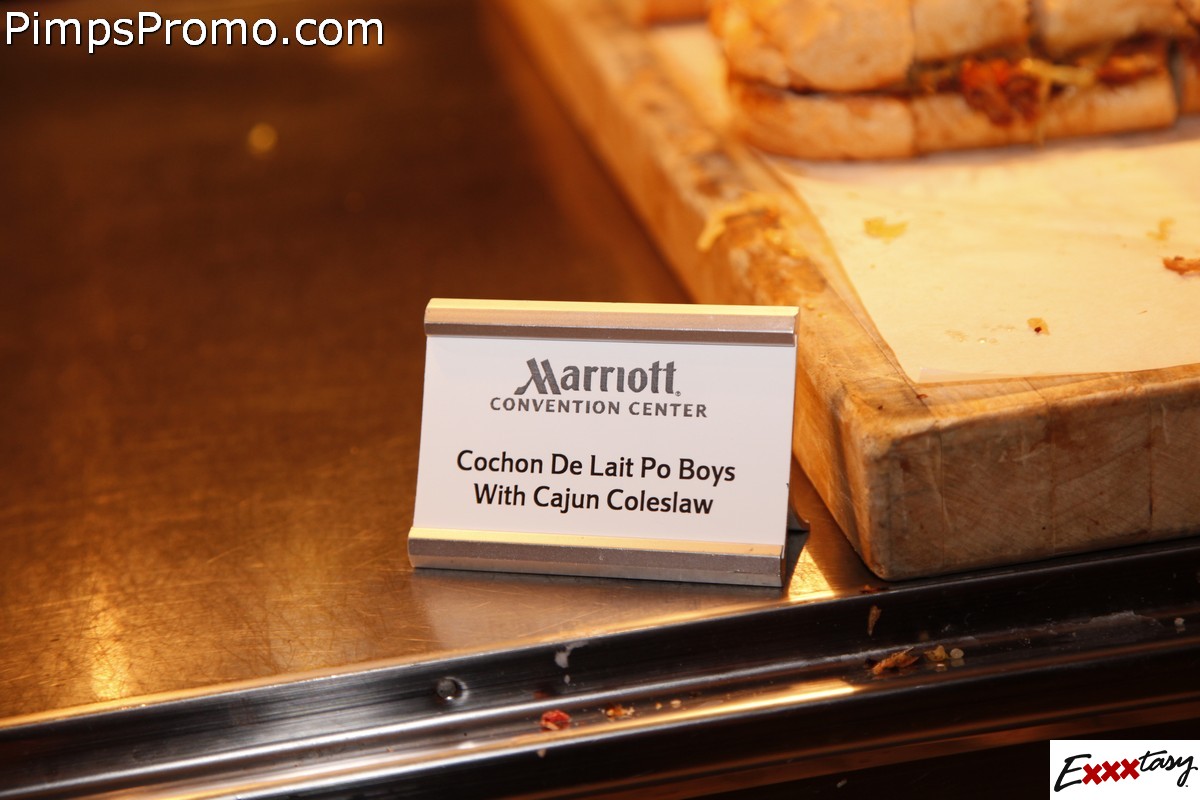 PimpsPromo.com
Marriott
CONVENTION CENTER
Cochon De Lait Po Boys
With Cajun Coleslaw
Exxxtasy